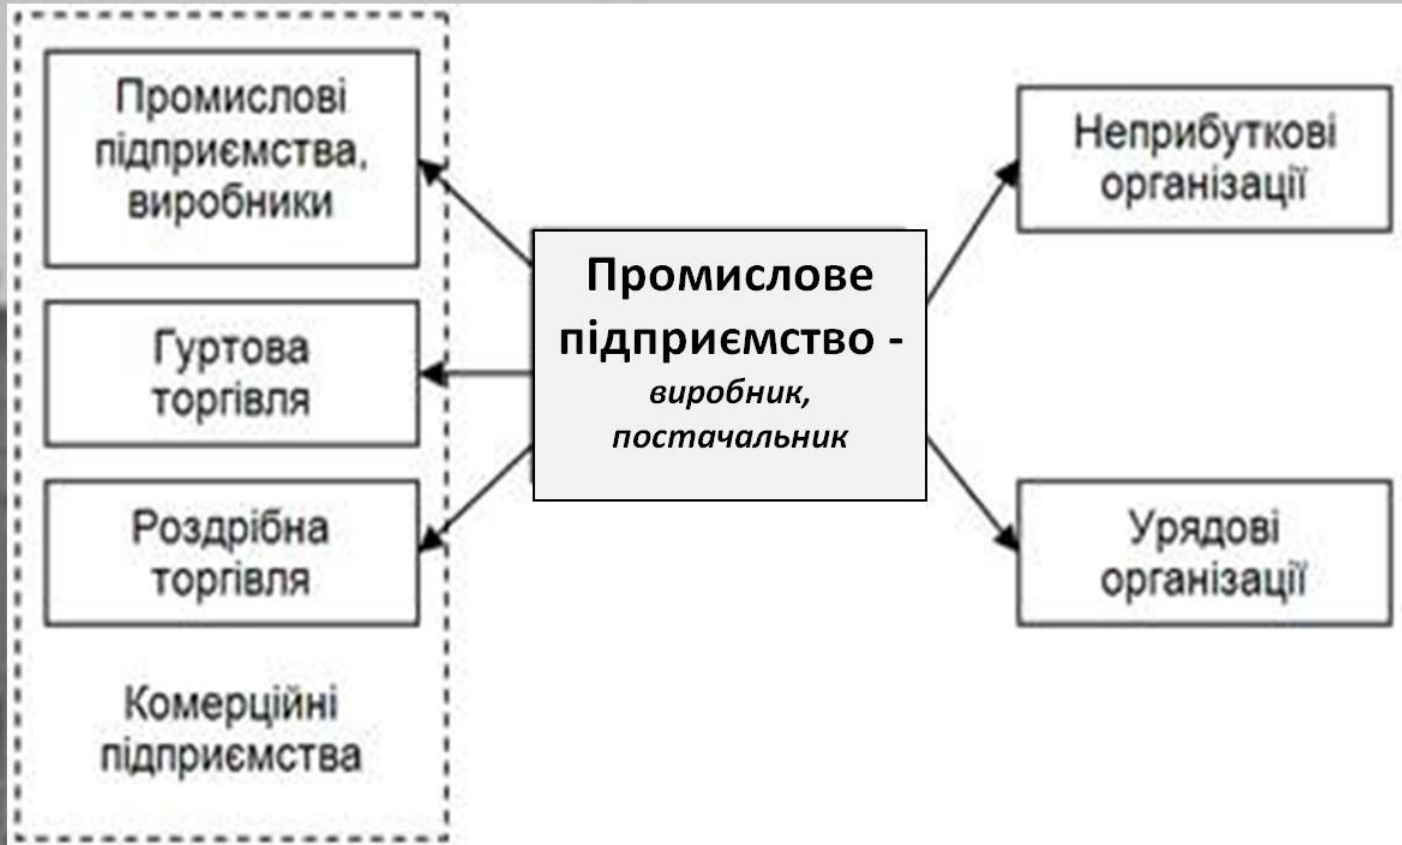 Промислові
підприємства,
виробники
Гуртова
торгівля
Роздрібна
торгівля
Комерційні
підприємства
Промислове
підприємство -
виробник,
постачальник
Неприбуткові
організації
Урядові
організації